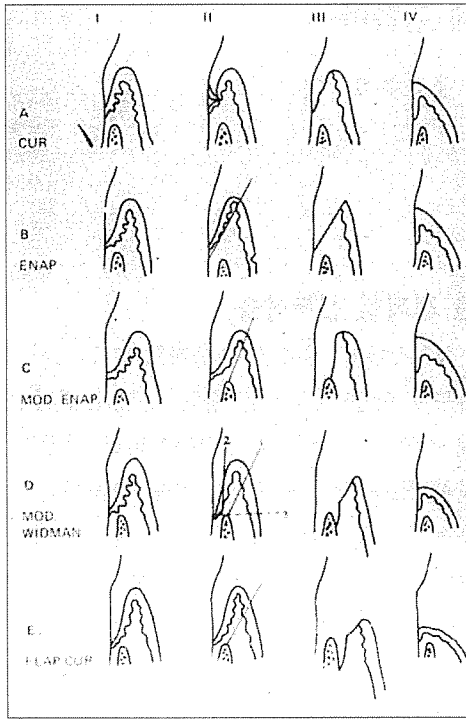 I II III IV
A
CUR
B
ENAP
C
MOD. ENAP
D
2
MOD.
WIDMAN
E.
FLAP CUR